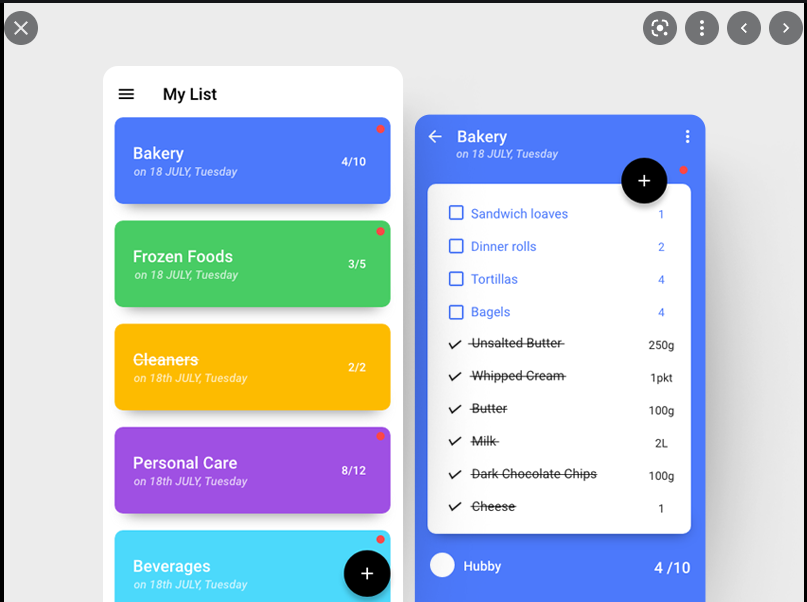 My List
Bakery
on 18 JULY, Tuesday
4/10
Frozen Foods
on 18 JULY, Tuesday
3/5
Cleaners
on 18th JULY, Tuesday
2/2
Personal Care
on 18th JULY, Tuesday
8/12
Beverages
on 18th JULY, Tuesday
Bakery
on 18 JULY, Tuesday
Sandwich loaves 1
Dinner rolls 2
Tortillas 4
Bagels 4
Unsalted Butter 250g
Whipped Cream 1pkt
Butter 100g
Milk 2L
Dark Chocolate Chips 100g
Cheese 1
Hubby 4 /10